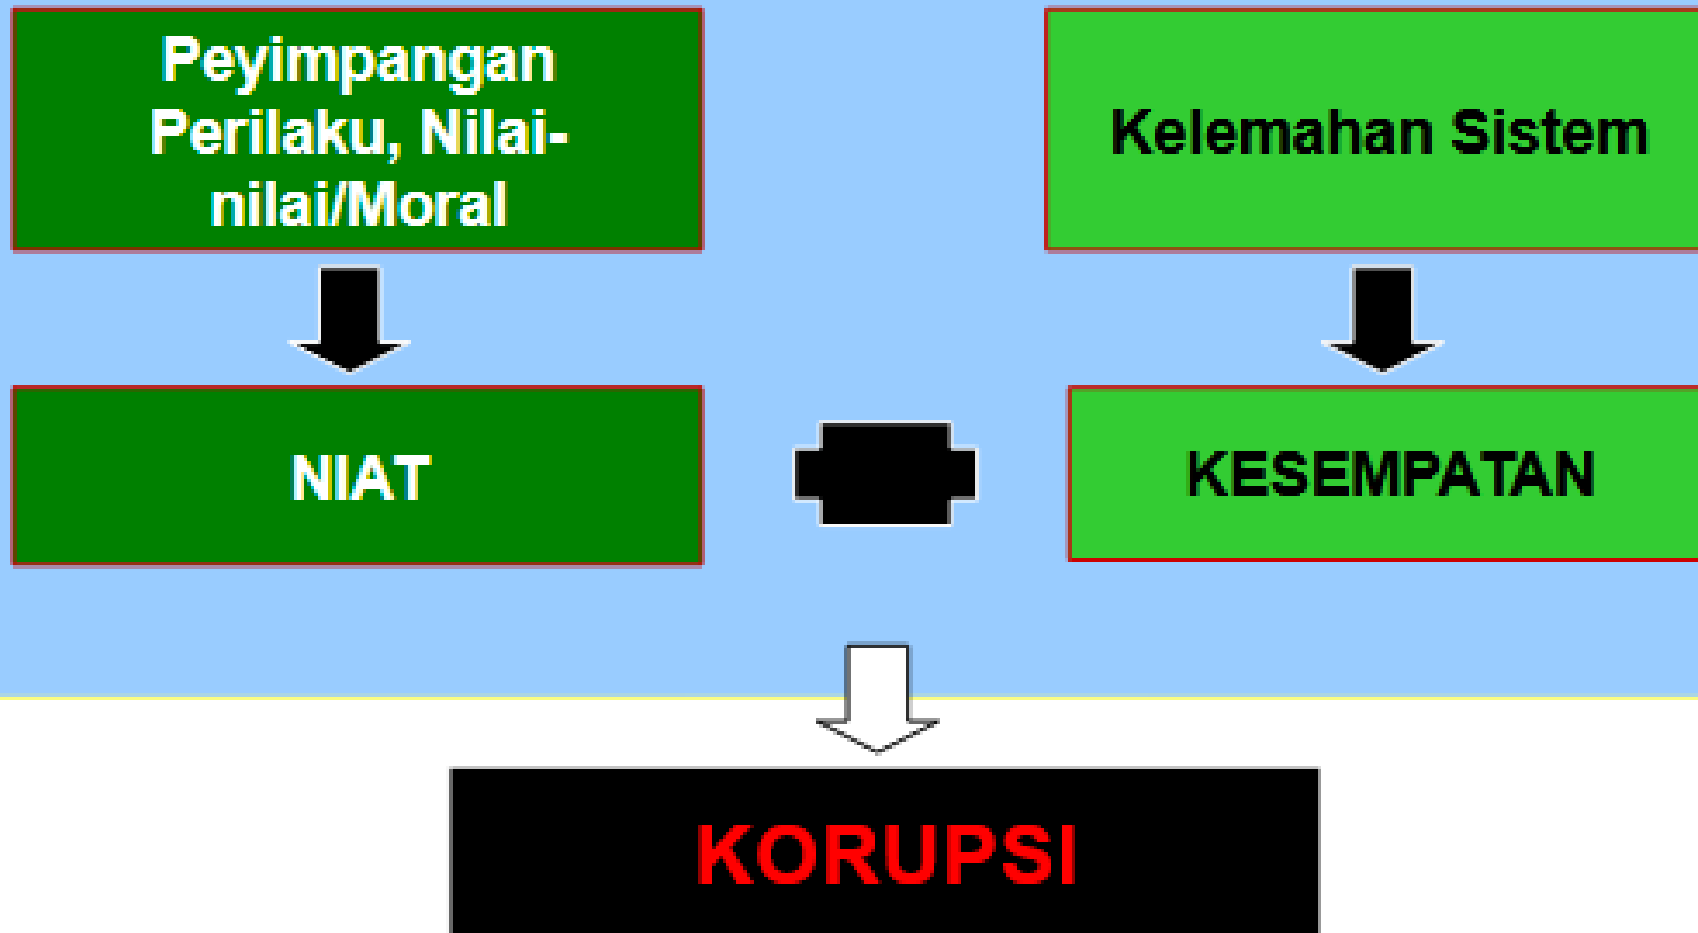 Peyimpangan
Perilaku, Nilai-
nilai/Moral
Kelemahan Sistem
NIAT
KESEMPATAN
KORUPSI